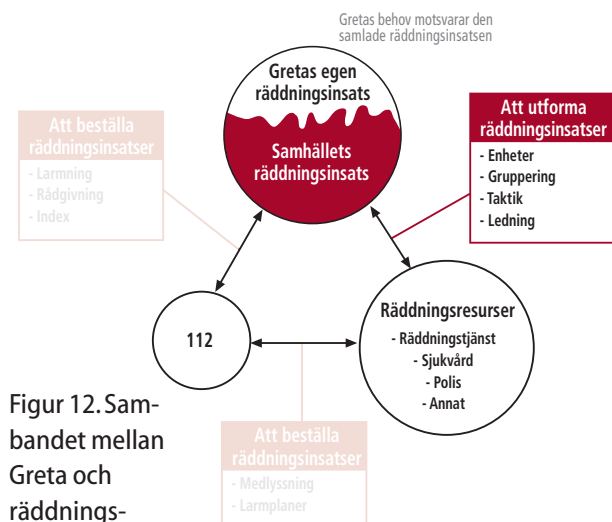 Gretas behov motsvarar den
samlade räddningsinsatsen
Gretas egen
räddningsinsats
Samhällets
räddningsinsats
Att beställa
räddningsinsatser
- Larmning
- Rådgivning
- Index
Att utforma
räddningsinsatser
- Enheter
- Gruppering
- Taktik
- Ledning
112
Räddningsresurser
- Räddningstjänst
- Sjukvård
- Polis
- Annat
Att beställa
räddningsinsatser
- Medlyssning
- Larmplaner
Figur 12. Sam-
bandet mellan
Greta och
räddnings-